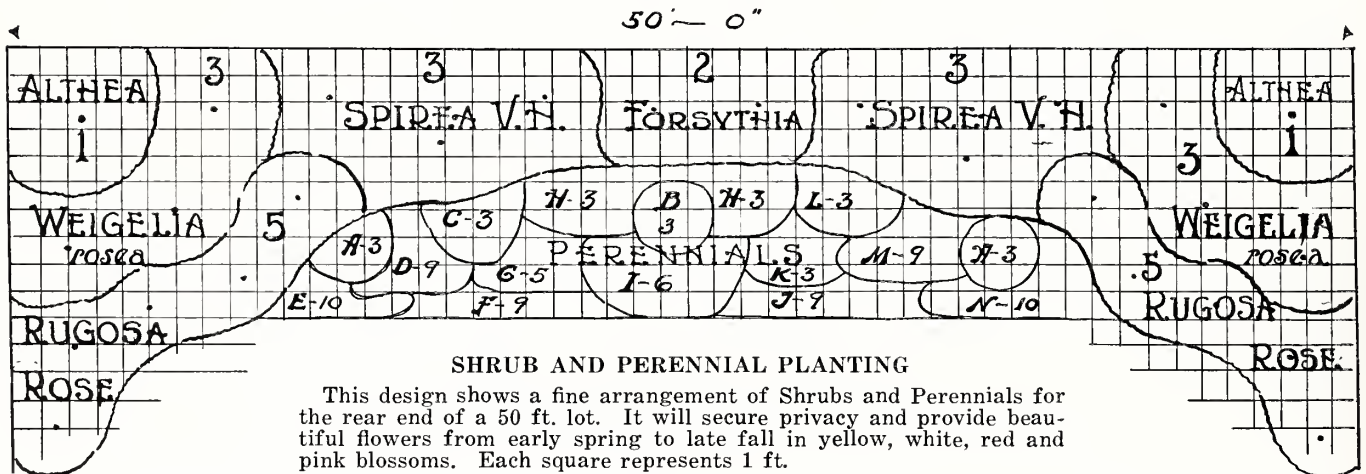 50'— 0"
3 3 2 3
ALTHEA SPIREA V.H. FORSYTHIA SPIREA V.H. ALTHEA
1 1
3
H-3 B H-3 L-3
3
WEIGELIA 5 A-3 C-3 M-9 A-3 WEIGELIA
rosea rosea
PERENNIALS
D-9 G-5 I-6 K-3 5
E-10 F-9 J-9 N-10 RUGOSA
RUGOSA
ROSE ROSE
SHRUB AND PERENNIAL PLANTING
This design shows a fine arrangement of Shrubs and Perennials for
the rear end of a 50 ft. lot. It will secure privacy and provide beau-
tiful flowers from early spring to late fall in yellow, white, red and
pink blossoms. Each square represents 1 ft.